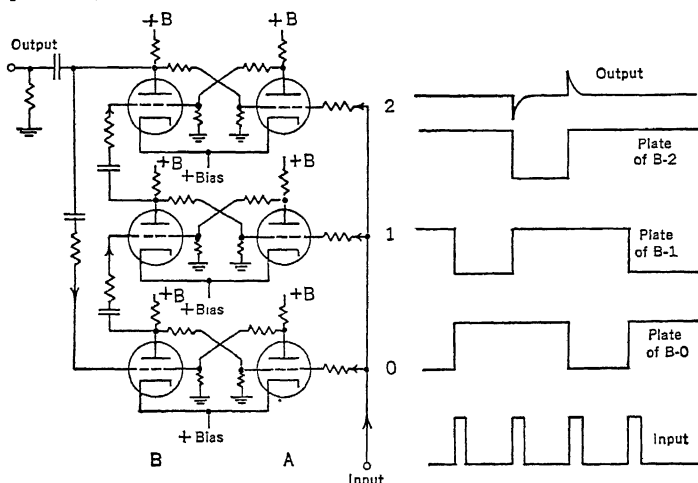 +B
+B
Output
2
+Bias
+B
+B
1
+Bias
+B
+B
0
+ Bias
B
A
Input
Output
Plate
of B-2
Plate
of B-1
Plate
of B-0
Input